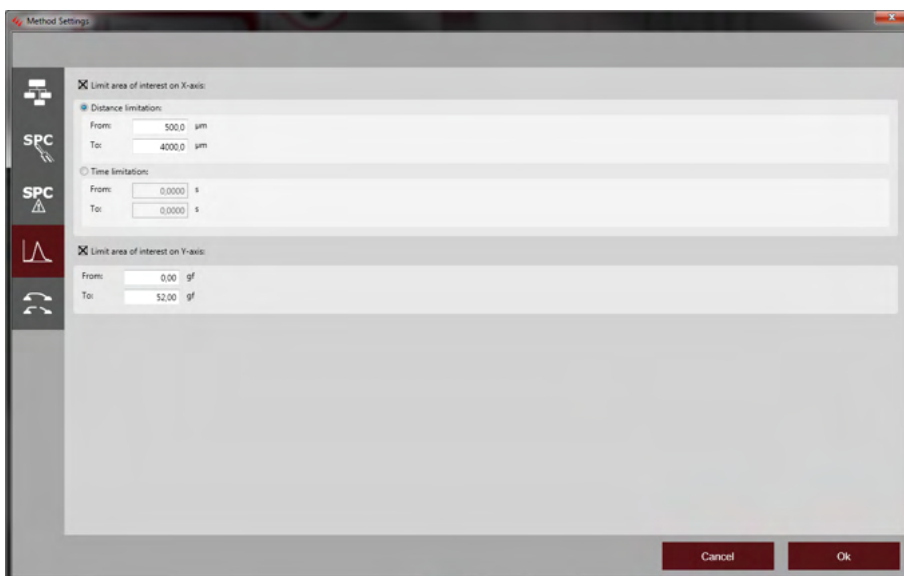 Method Settings
Limit area of interest on X-axis:
Distance limitation:
From: 500,0 µm
To: 4000,0 µm
Time limitation:
From: 0,0000 s
To: 0,0000 s
Limit area of interest on Y-axis:
From: 0,00 gf
To: 52,00 gf
SPC
SPC
Cancel Ok